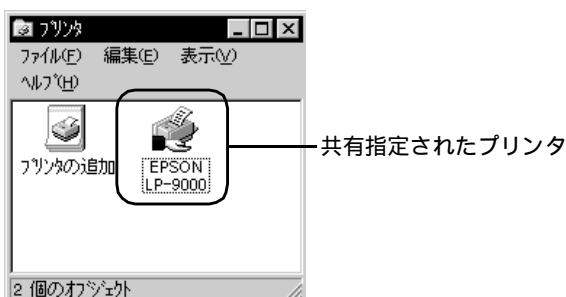 プリンタ
ファイル(F) 編集(E) 表示(V)
ヘルプ(H)
プリンタの追加
EPSON
LP-9000
共有指定されたプリンタ
2 個のオブジェクト